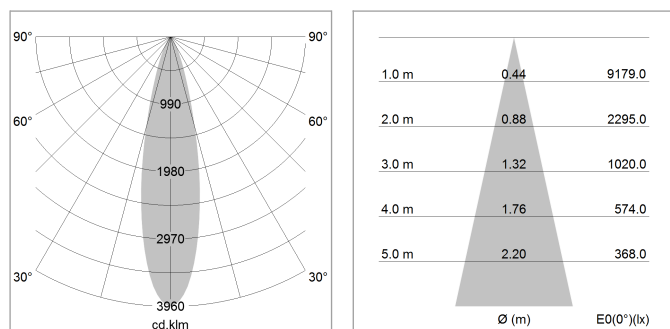 90° 90°
990
60° 60°
1980
2970
30° 30°
3960
cd.klm
1.0 m 0.44 9179.0
2.0 m 0.88 2295.0
3.0 m 1.32 1020.0
4.0 m 1.76 574.0
5.0 m 2.20 368.0
Ø (m) E0(0°)(lx)